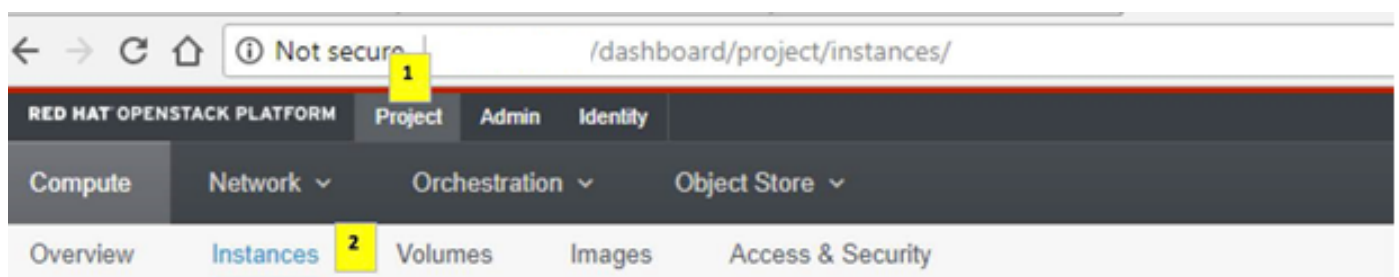 Not secure /dashboard/project/instances/
1
RED HAT OPENSTACK PLATFORM Project Admin Identity
Compute Network Orchestration Object Store
Overview Instances 2 Volumes Images Access & Security